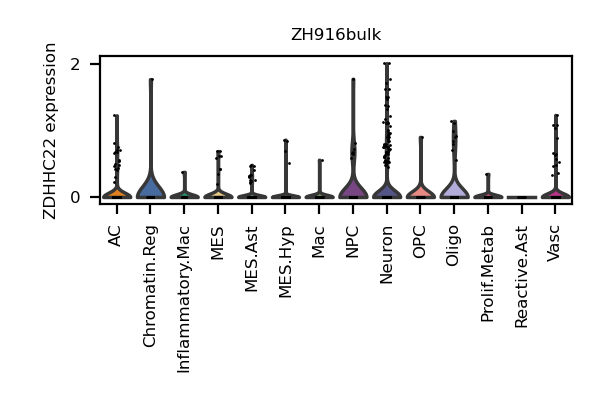 ZH916bulk
ZDHHC22 expression
2
0
AC
Chromatin.Reg
Inflammatory.Mac
MES
MES.Ast
MES.Hyp
Mac
NPC
Neuron
OPC
Oligo
Prolif.Metab
Reactive.Ast
Vasc